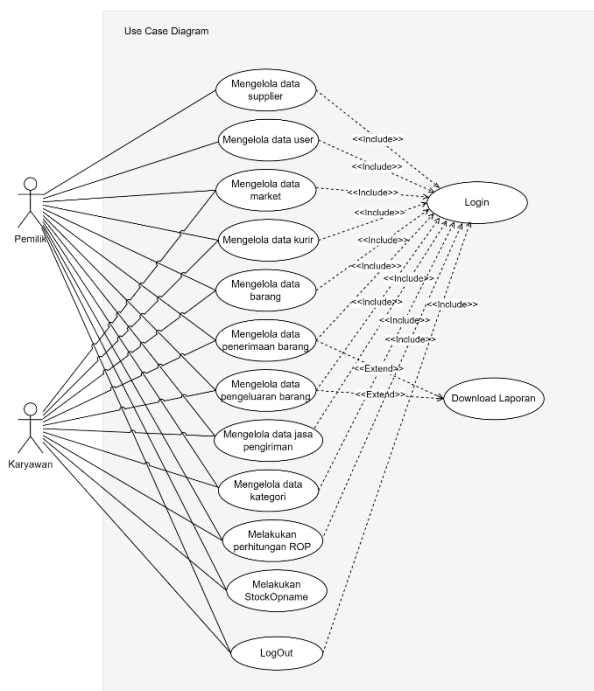 Use Case Diagram
Mengelola data
supplier
<<Include>>
Mengelola data user
<<Include>>
Pemilik
Mengelola data
market
<<Include>>
Login
Mengelola data kurir
<<Include>>
<<Include>>
Mengelola data
barang
<<Include>>
<<Include>>
<<Include>>
Mengelola data
penerimaan barang
<<Include>>
<<Include>>
<<Extend>>
Mengelola data
pengeluaran barang
<<Extend>>
Download Laporan
Karyawan
Mengelola data jasa
pengiriman
Mengelola data
kategori
Melakukan
perhitungan ROP
Melakukan
StockOpname
LogOut